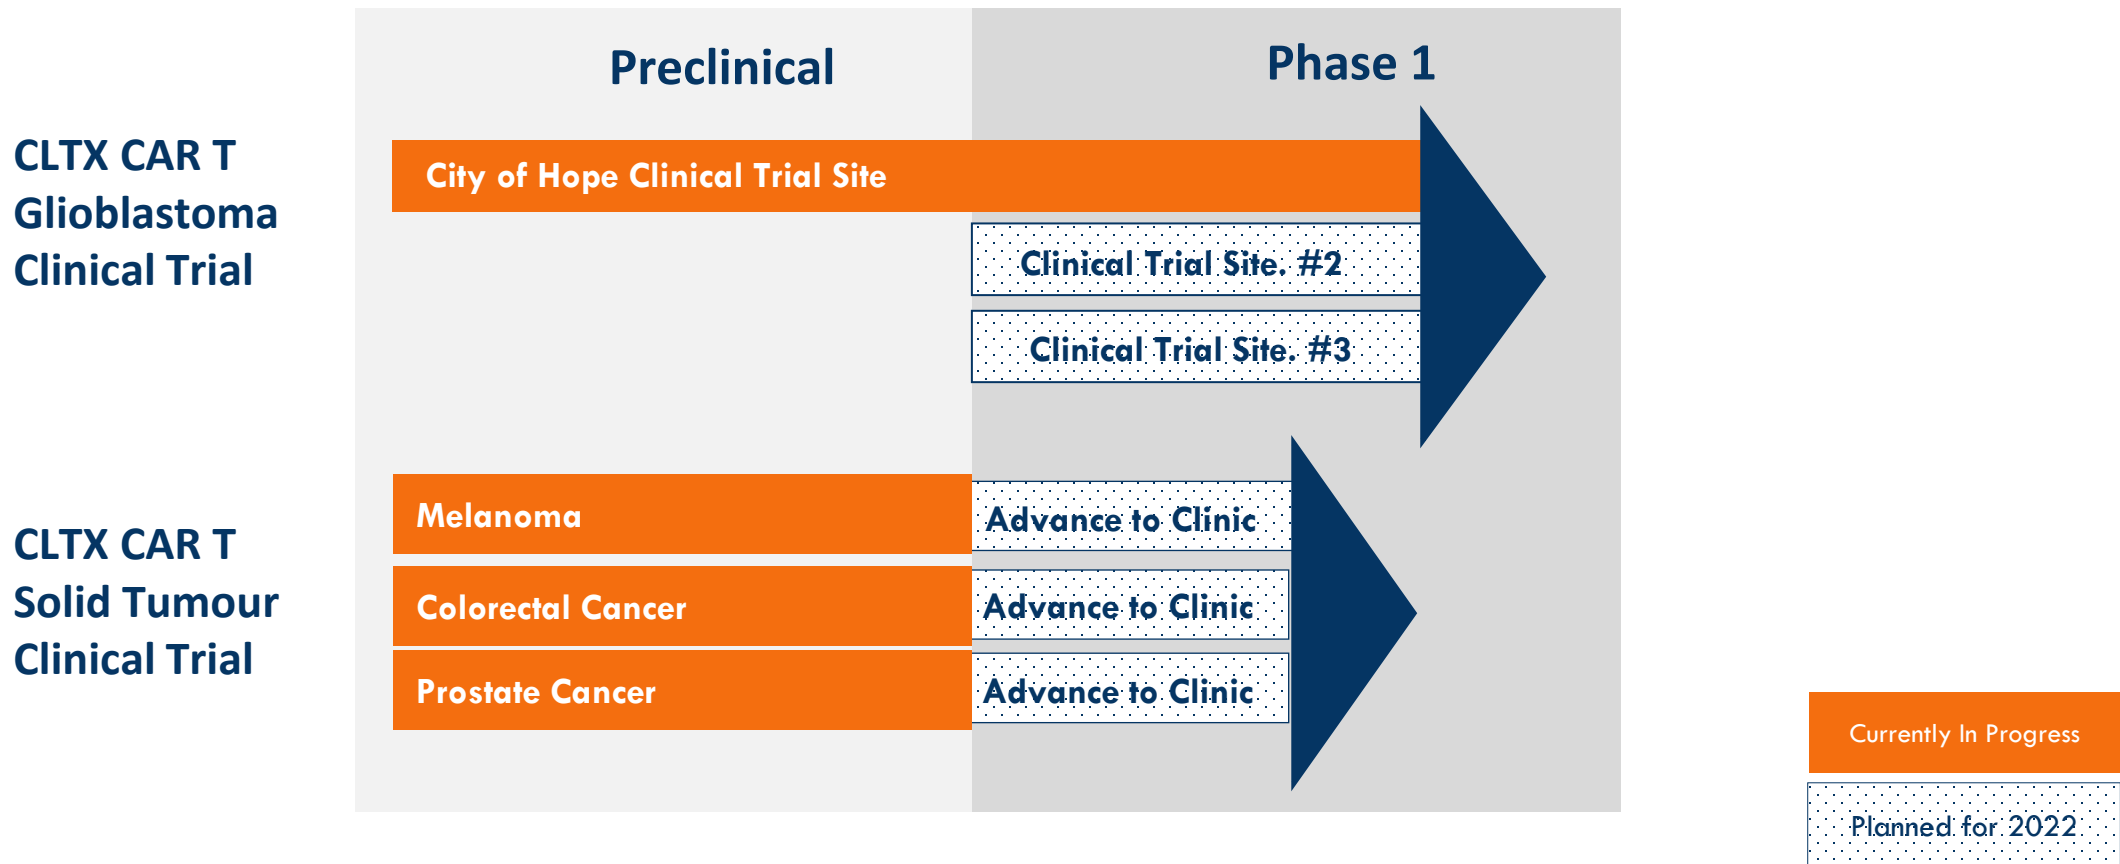 Preclinical
Phase 1
CLTX CAR T
Glioblastoma
Clinical Trial
City of Hope Clinical Trial Site
Clinical Trial Site. #2
Clinical Trial Site. #3
CLTX CAR T
Solid Tumour
Clinical Trial
Melanoma
Advance to Clinic
Colorectal Cancer
Advance to Clinic
Prostate Cancer
Advance to Clinic
Currently In Progress
Planned for 2022